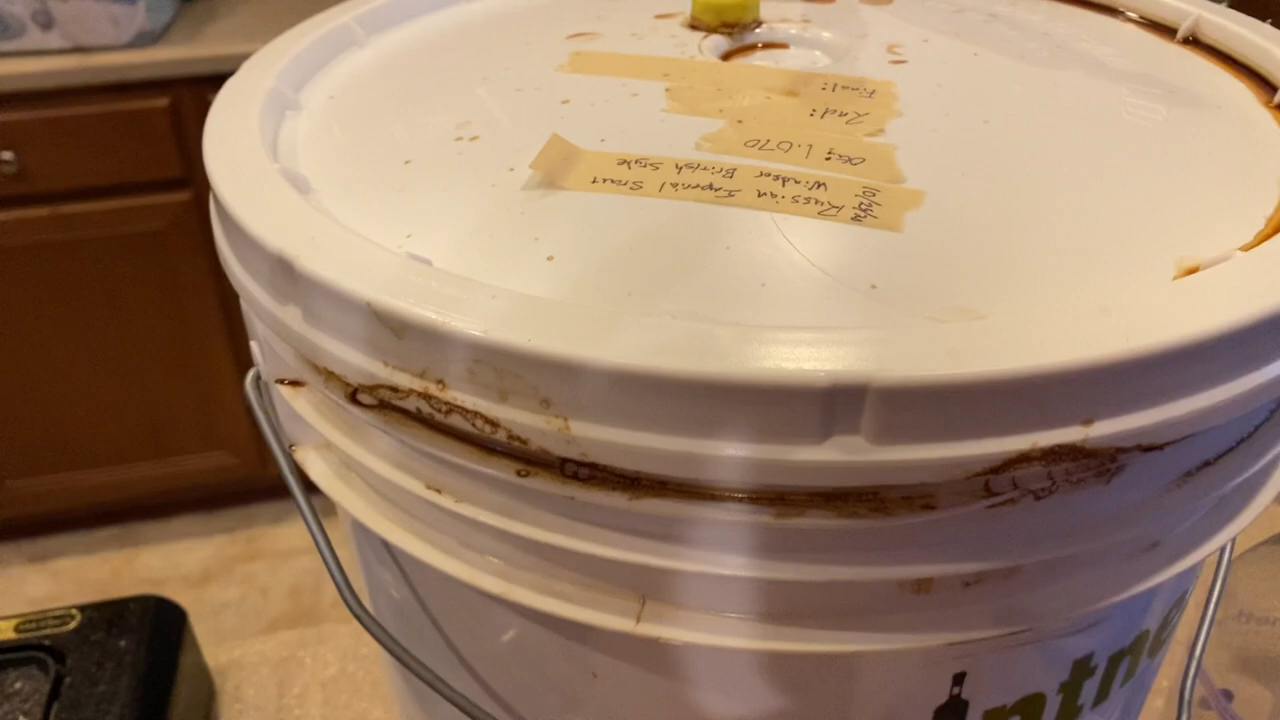 Russian Imperial Stout
Windsor British Style
OG: 1.070
2nd:
Final: